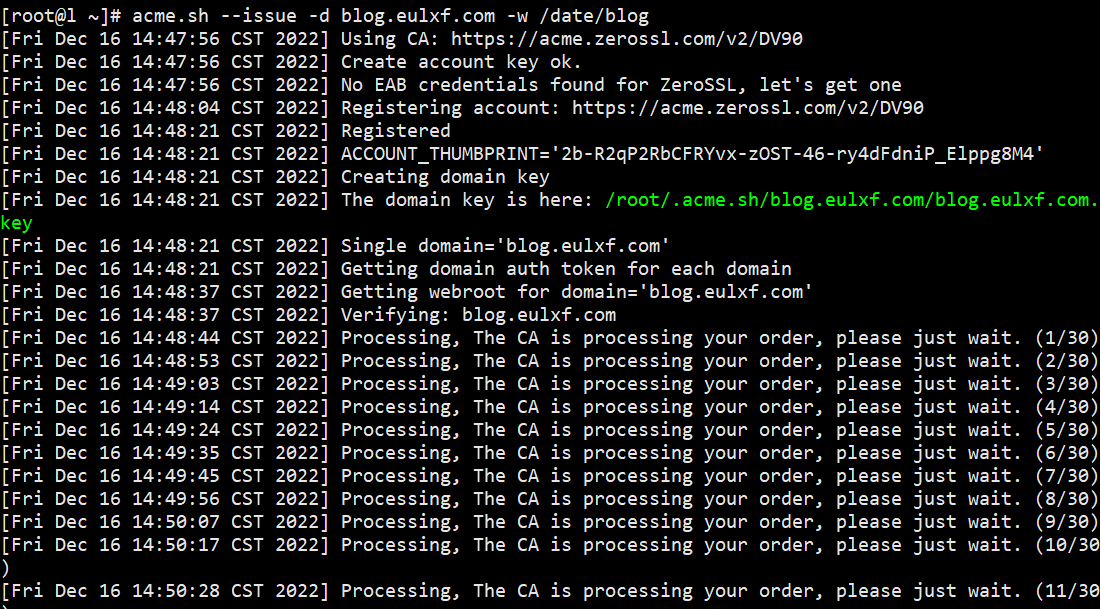 [root@l ~]# acme.sh --issue -d blog.eulxf.com -w /date/blog
[Fri Dec 16 14:47:56 CST 2022] Using CA: https://acme.zerossl.com/v2/DV90
[Fri Dec 16 14:47:56 CST 2022] Create account key ok.
[Fri Dec 16 14:47:56 CST 2022] No EAB credentials found for ZeroSSL, let's get one
[Fri Dec 16 14:48:04 CST 2022] Registering account: https://acme.zerossl.com/v2/DV90
[Fri Dec 16 14:48:21 CST 2022] Registered
[Fri Dec 16 14:48:21 CST 2022] ACCOUNT_THUMBPRINT='2b-R2qP2RbCFRYvx-zOST-46-ry4dFdniP_Elppg8M4'
[Fri Dec 16 14:48:21 CST 2022] Creating domain key
[Fri Dec 16 14:48:21 CST 2022] The domain key is here: /root/.acme.sh/blog.eulxf.com/blog.eulxf.com.
key
[Fri Dec 16 14:48:21 CST 2022] Single domain='blog.eulxf.com'
[Fri Dec 16 14:48:21 CST 2022] Getting domain auth token for each domain
[Fri Dec 16 14:48:37 CST 2022] Getting webroot for domain='blog.eulxf.com'
[Fri Dec 16 14:48:37 CST 2022] Verifying: blog.eulxf.com
[Fri Dec 16 14:48:44 CST 2022] Processing, The CA is processing your order, please just wait. (1/30)
[Fri Dec 16 14:48:53 CST 2022] Processing, The CA is processing your order, please just wait. (2/30)
[Fri Dec 16 14:49:03 CST 2022] Processing, The CA is processing your order, please just wait. (3/30)
[Fri Dec 16 14:49:14 CST 2022] Processing, The CA is processing your order, please just wait. (4/30)
[Fri Dec 16 14:49:24 CST 2022] Processing, The CA is processing your order, please just wait. (5/30)
[Fri Dec 16 14:49:35 CST 2022] Processing, The CA is processing your order, please just wait. (6/30)
[Fri Dec 16 14:49:45 CST 2022] Processing, The CA is processing your order, please just wait. (7/30)
[Fri Dec 16 14:49:56 CST 2022] Processing, The CA is processing your order, please just wait. (8/30)
[Fri Dec 16 14:50:07 CST 2022] Processing, The CA is processing your order, please just wait. (9/30)
[Fri Dec 16 14:50:17 CST 2022] Processing, The CA is processing your order, please just wait. (10/30
)
[Fri Dec 16 14:50:28 CST 2022] Processing, The CA is processing your order, please just wait. (11/30